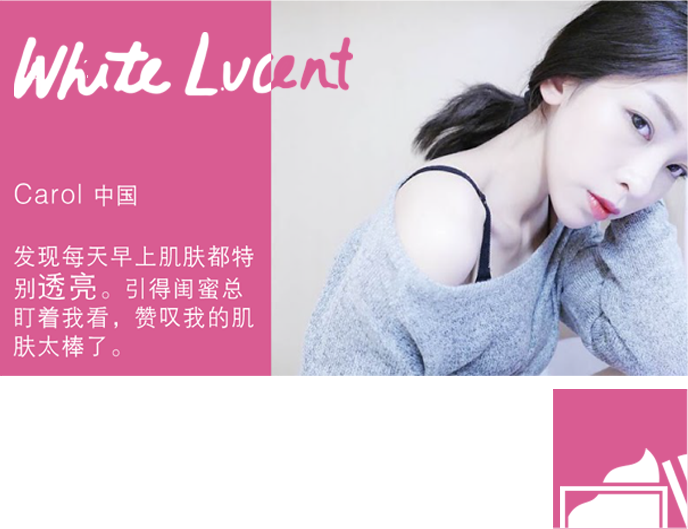 White Lucent
Carol 中国
发现每天早上肌肤都特
别透亮。引得闺蜜总
盯着我看，赞叹我的肌
肤太棒了。